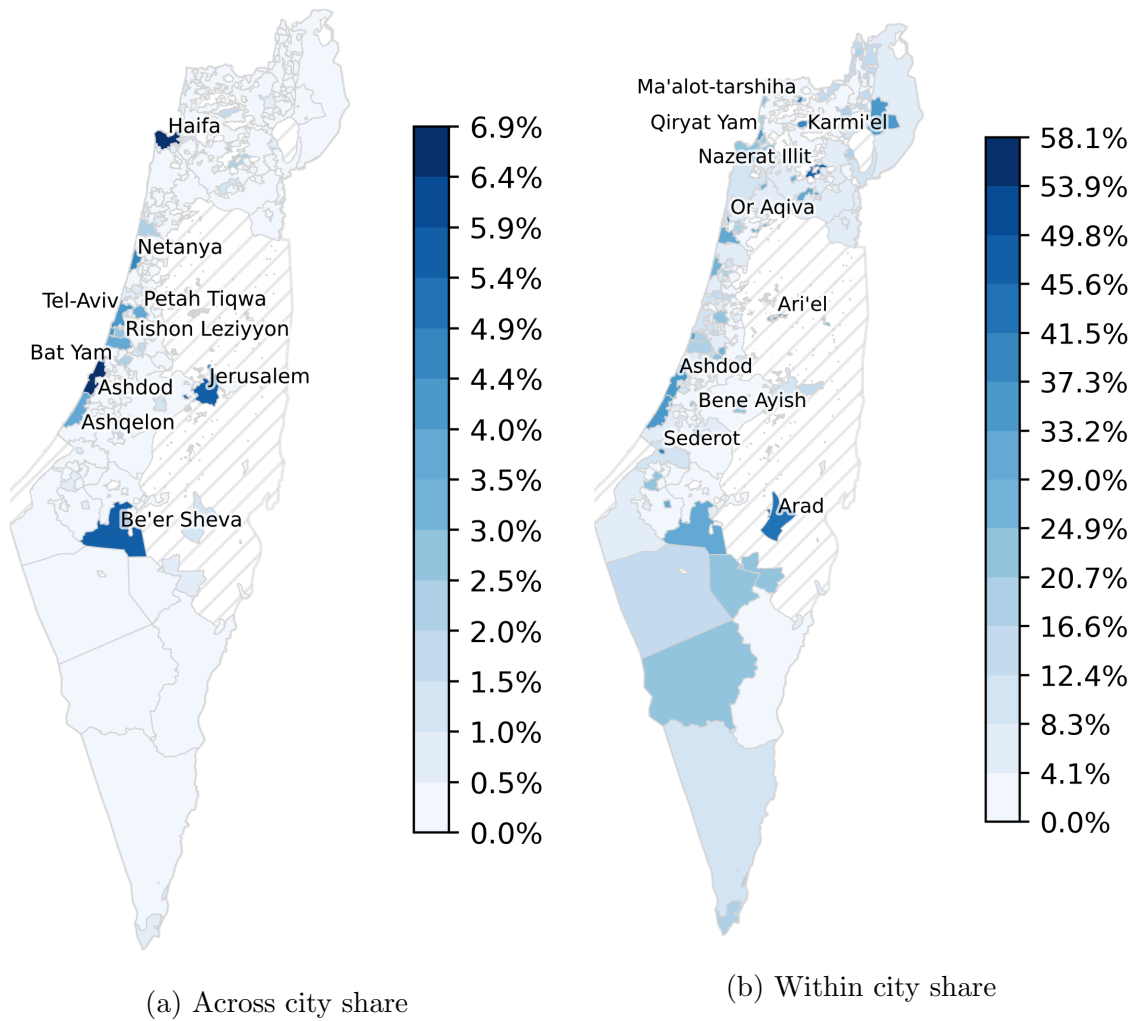 Haifa
Netanya
Tel-Aviv
Petah Tiqwa
Rishon Leziyyon
Bat Yam
Jerusalem
Ashdod
Ashqelon
Be'er Sheva
6.9%
6.4%
5.9%
5.4%
4.9%
4.4%
4.0%
3.5%
3.0%
2.5%
2.0%
1.5%
1.0%
0.5%
0.0%
(a) Across city share
Ma'alot-tarshiha
Qiryat Yam
Karmi'el
Nazerat Illit
Or Aqiva
Ari'el
Ashdod
Bene Ayish
Sederot
Arad
58.1%
53.9%
49.8%
45.6%
41.5%
37.3%
33.2%
29.0%
24.9%
20.7%
16.6%
12.4%
8.3%
4.1%
0.0%
(b) Within city share